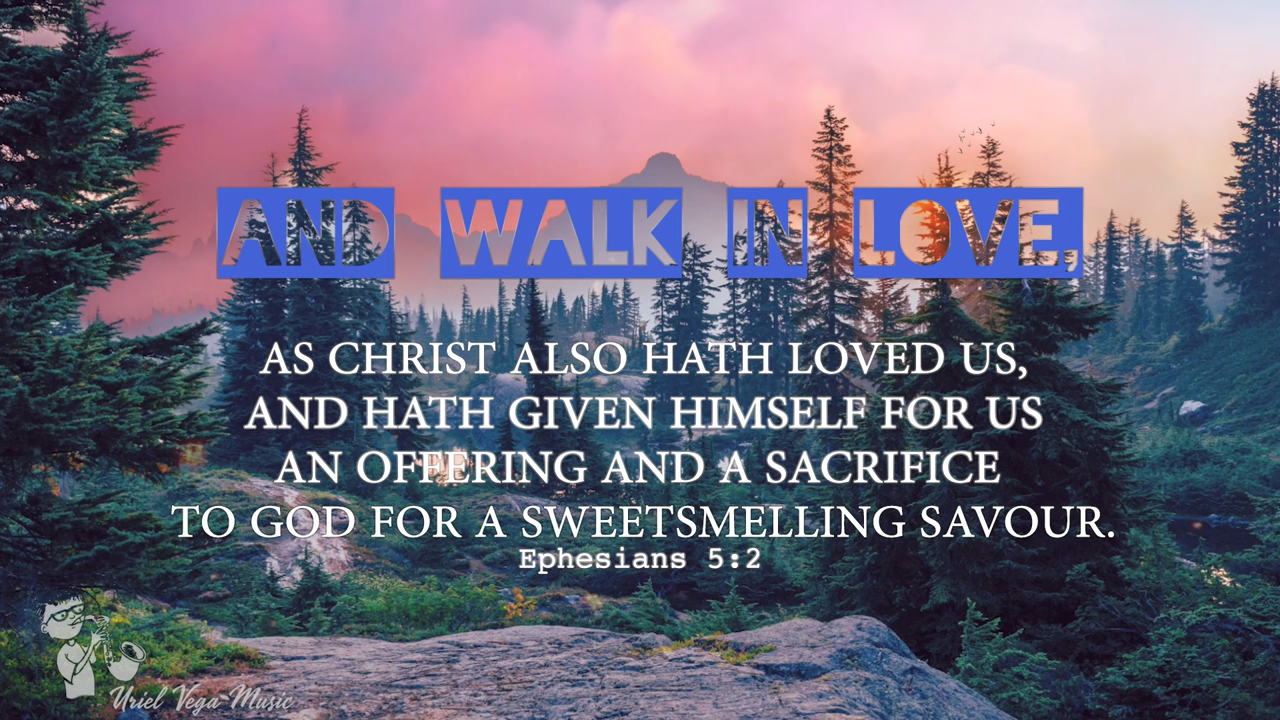 AND WALK IN LOVE,
AS CHRIST ALSO HATH LOVED US,
AND HATH GIVEN HIMSELF FOR US
AN OFFERING AND A SACRIFICE
TO GOD FOR A SWEETSMELLING SAVOUR.
Ephesians 5:2
Uriel Vega Music